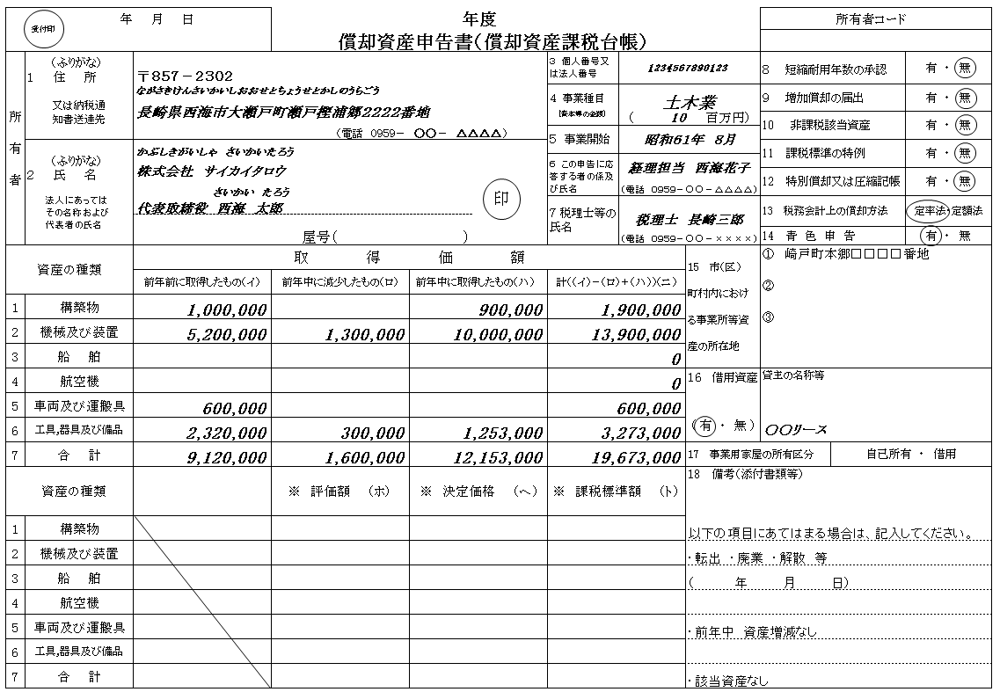 受付印
年　月　日
年度
償却資産申告書(償却資産課税台帳)
所有者コード
所有者
1
(ふりがな)
住　所
又は納税通
知書送達先
〒857－2302
ながさきけんさいかいしおおせとちょうせとかしのうらごう
長崎県西海市大瀬戸町瀬戸樫浦郷2222番地
(電話 0959－ 〇〇－ △△△△)
2
(ふりがな)
氏　名
法人にあっては
その名称および
代表者の氏名
かぶしきがいしゃ さいかいたろう
株式会社 サイカイタロウ
さいかい たろう
代表取締役 西海 太郎
印
屋号(　　　　)
3 個人番号又
は法人番号
1234567890123
4 事業種目
(資本等の金額)
土木業
( 10 百万円)
5 事業開始
昭和61年 8月
6 この申告に応
答する者の係及
び氏名
経理担当 西海花子
(電話 0959－〇〇－△△△△)
7 税理士等の
氏名
税理士 長崎三郎
(電話 0959－〇〇－××××)
8 短縮耐用年数の承認 有・無
9 増加償却の届出 有・無
10 非課税該当資産 有・無
11 課税標準の特例 有・無
12 特別償却又は圧縮記帳 有・無
13 税務会計上の償却方法 定率法・定額法
14 青色申告 有・無
資産の種類
取　得　価　額
前年前に取得したもの(イ) 前年中に減少したもの(ロ) 前年中に取得したもの(ハ) 計((イ)－(ロ)＋(ハ))(ニ)
1 構築物 1,000,000 900,000 1,900,000
2 機械及び装置 5,200,000 1,300,000 10,000,000 13,900,000
3 船　舶 0
4 航空機 0
5 車両及び運搬具 600,000 600,000
6 工具,器具及び備品 2,320,000 300,000 1,253,000 3,273,000
7 合　計 9,120,000 1,600,000 12,153,000 19,673,000
15 市(区)
町村内におけ
る事業所等資
産の所在地
① 崎戸町本郷□□□□番地
②
③
16 借用資産
(有・無)
貸主の名称等
〇〇リース
17 事業用家屋の所有区分 自己所有 ・ 借用
資産の種類 ※ 評価額 (ホ) ※ 決定価格 (へ) ※ 課税標準額 (ト)
1 構築物
2 機械及び装置
3 船　舶
4 航空機
5 車両及び運搬具
6 工具,器具及び備品
7 合　計
18 備考(添付書類等)
以下の項目にあてはまる場合は、記入してください。
・転出 ・廃業 ・解散 等
(　　年　　月　　日)
・前年中 資産増減なし
・該当資産なし